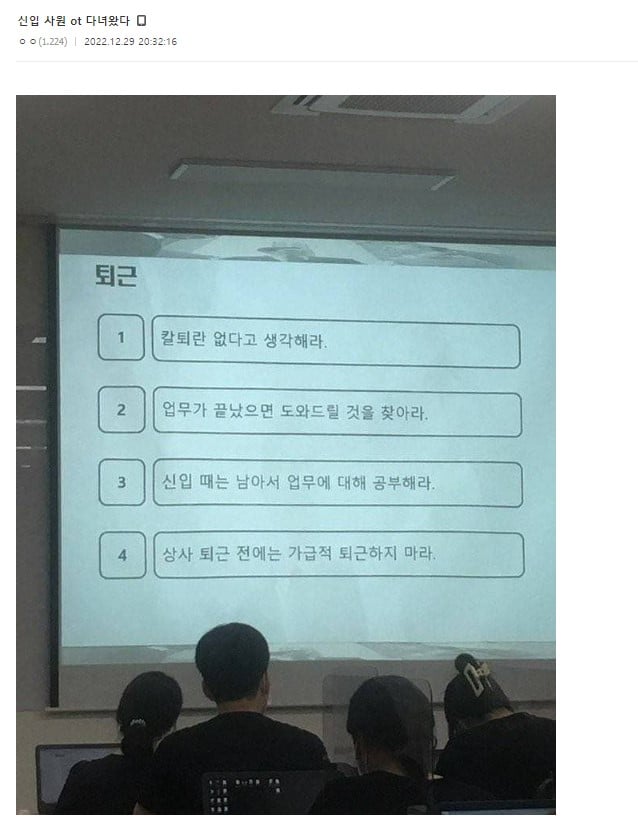 신입 사원 ot 다녀왔다
ㅇㅇ(1.224) | 2022.12.29 20:32:16
퇴근
1 칼퇴란 없다고 생각해라.
2 업무가 끝났으면 도와드릴 것을 찾아라.
3 신입 때는 남아서 업무에 대해 공부해라.
4 상사 퇴근 전에는 가급적 퇴근하지 마라.